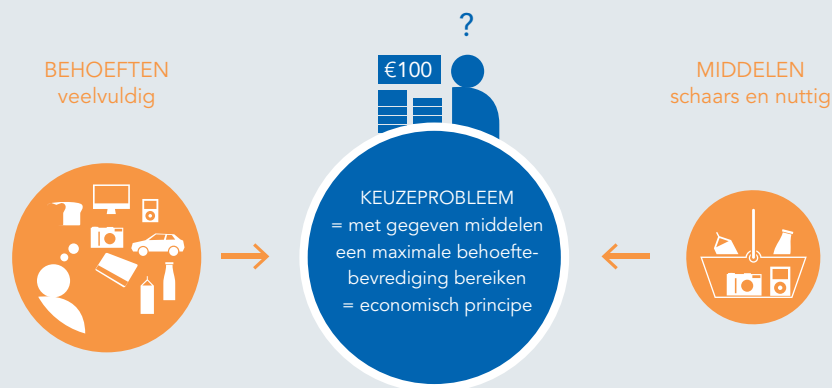 BEHOEFTEN
veelvuldig
?
€100
MIDDELEN
schaars en nuttig
KEUZEPROBLEEM
= met gegeven middelen
een maximale behoefte-
bevrediging bereiken
= economisch principe